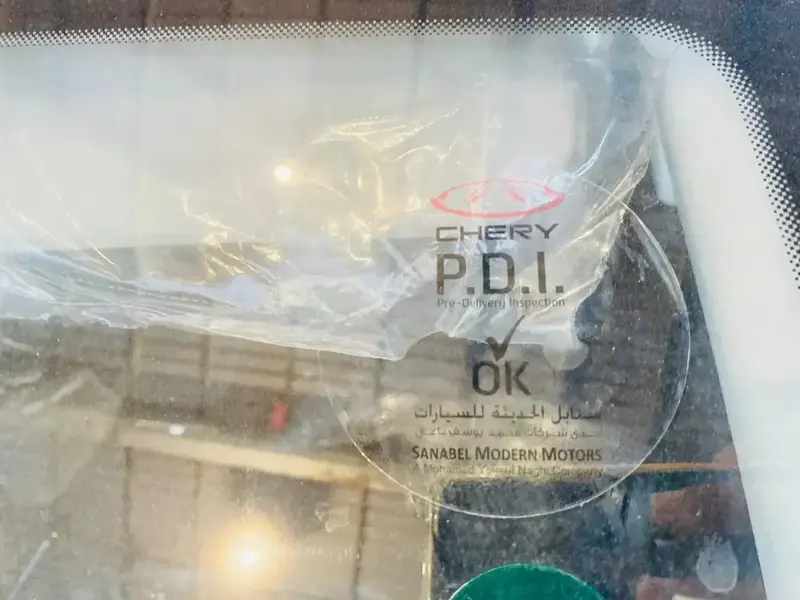 CHERY
P.D.I.
Pre-Delivery Inspection
OK
سنابل الحديثة للسيارات
احدى شركات محمد يوسف ناغي
SANABEL MODERN MOTORS
A Mohamed Yousuf Naghi Company